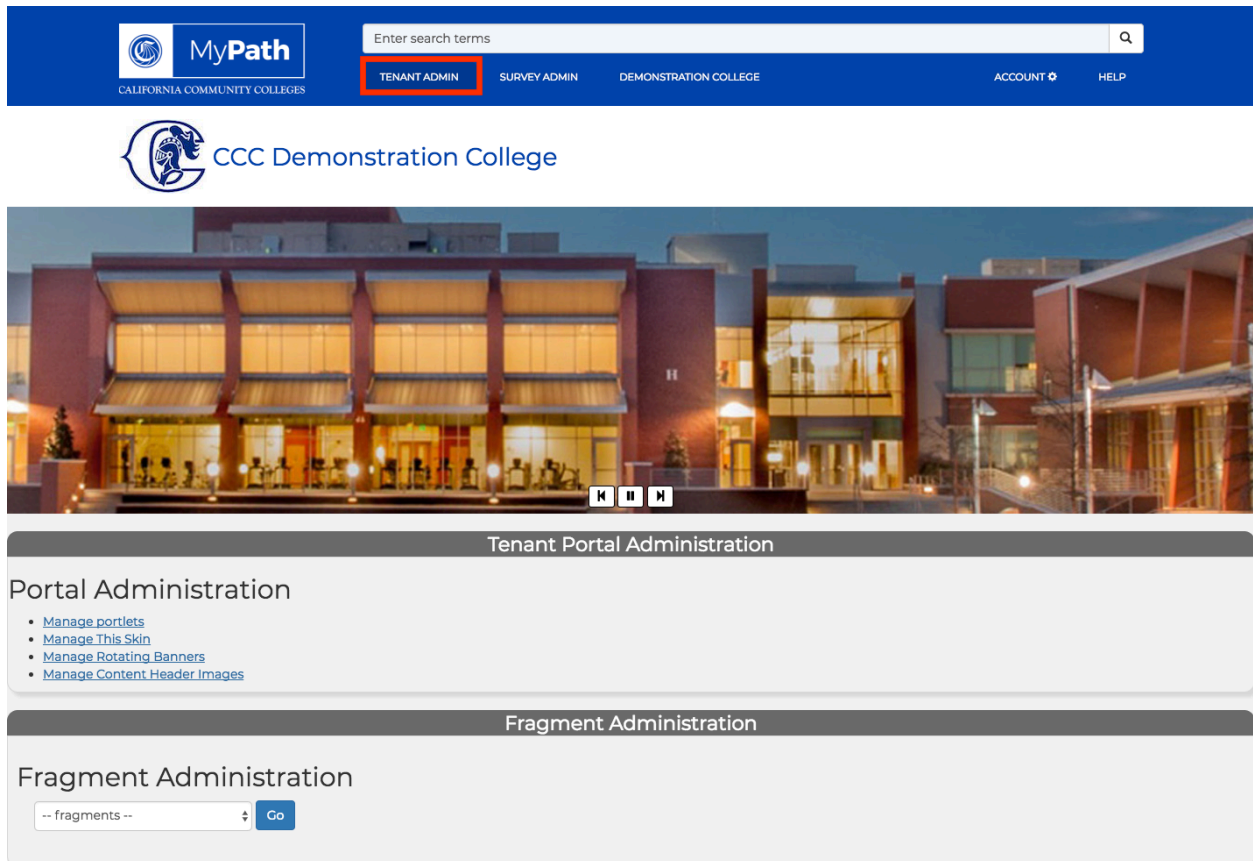 MyPath
CALIFORNIA COMMUNITY COLLEGES
Enter search terms
TENANT ADMIN SURVEY ADMIN DEMONSTRATION COLLEGE ACCOUNT HELP
CCC Demonstration College
H
Tenant Portal Administration
Portal Administration
Manage portlets
Manage This Skin
Manage Rotating Banners
Manage Content Header Images
Fragment Administration
Fragment Administration
-- fragments -- Go